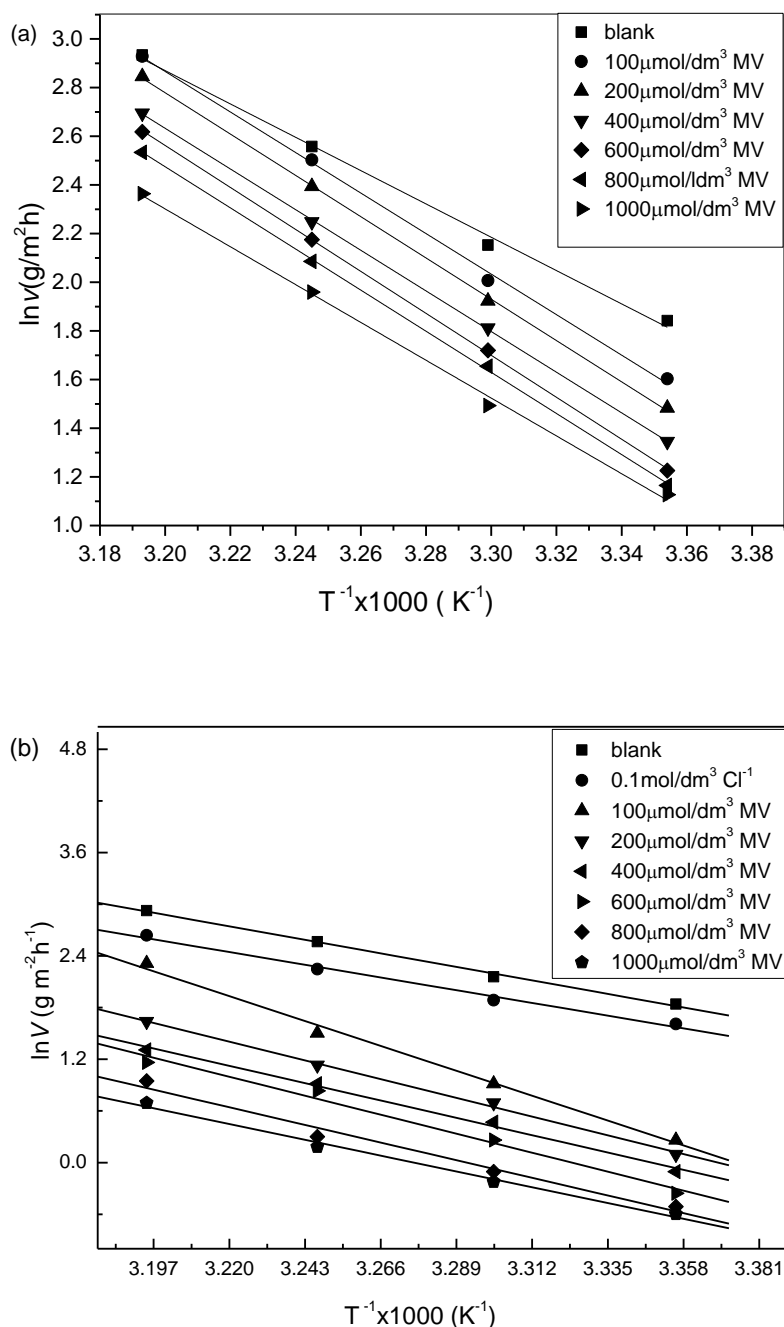 (a)
blank
100μmol/dm³ MV
200μmol/dm³ MV
400μmol/dm³ MV
600μmol/dm³ MV
800μmol/ldm³ MV
1000μmol/dm³ MV
3.0
2.8
2.6
2.4
2.2
2.0
1.8
1.6
1.4
1.2
1.0
lnv(g/m²h)
3.18 3.20 3.22 3.24 3.26 3.28 3.30 3.32 3.34 3.36 3.38
T⁻¹x1000 ( K⁻¹)
(b)
blank
0.1mol/dm³ Cl⁻¹
100μmol/dm³ MV
200μmol/dm³ MV
400μmol/dm³ MV
600μmol/dm³ MV
800μmol/dm³ MV
1000μmol/dm³ MV
4.8
3.6
2.4
1.2
0.0
lnV (g m⁻²h⁻¹)
3.197 3.220 3.243 3.266 3.289 3.312 3.335 3.358 3.381
T⁻¹x1000 (K⁻¹)